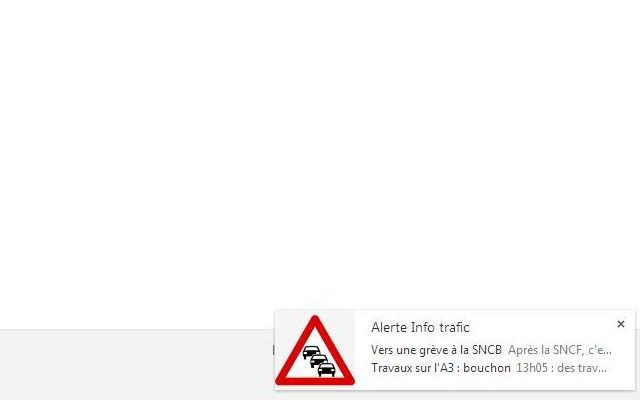 Alerte Info trafic
Vers une grève à la SNCB Après la SNCF, c'e...
Travaux sur l'A3 : bouchon 13h05 : des trav...